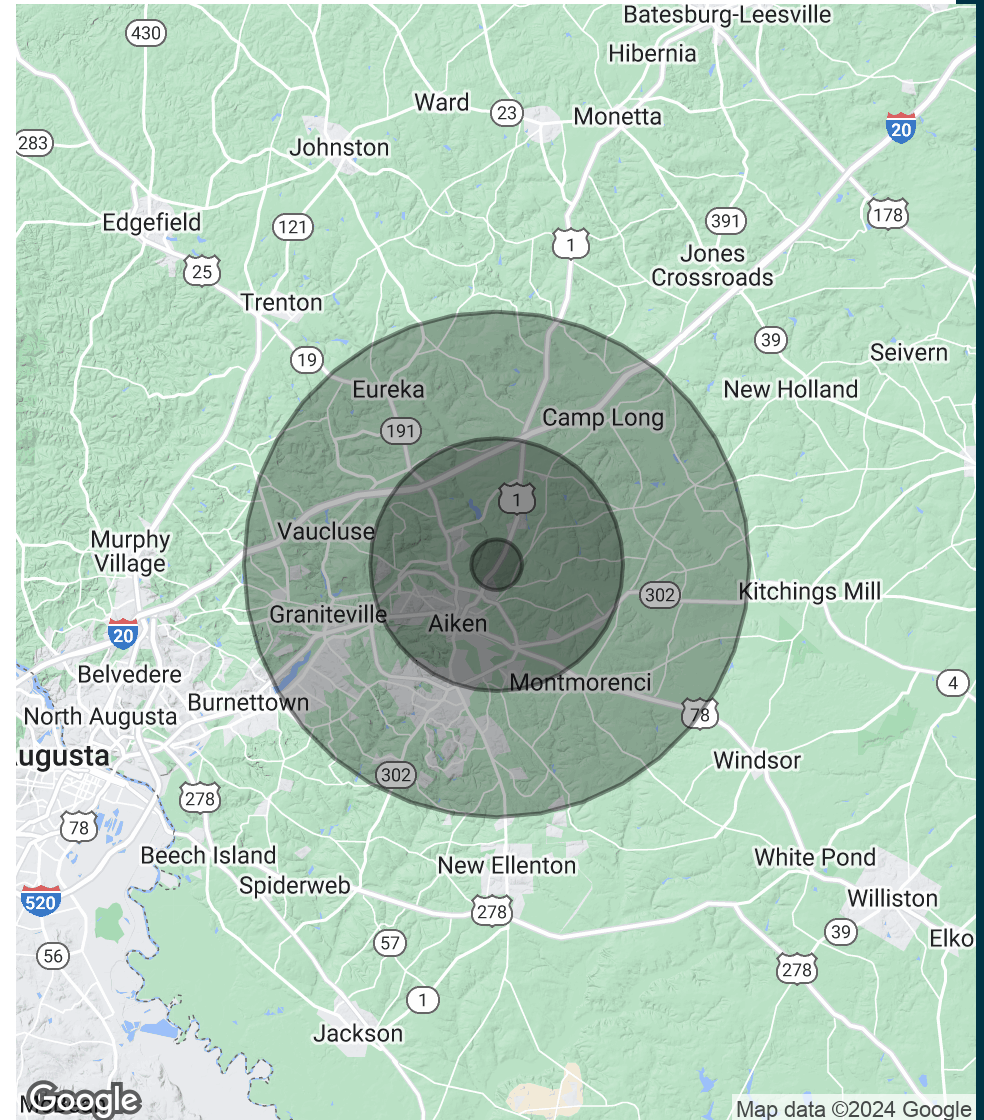 Batesburg-Leesville
430
Hibernia
Ward
23
Monetta
20
283
Johnston
178
Edgefield
121
391
1
Jones
Crossroads
25
Trenton
39
19
Seivern
Eureka
New Holland
Camp Long
191
1
Vaucluse
Murphy
Village
302
Kitchings Mill
Graniteville
Aiken
20
Belvedere
Montmorenci
4
Burnettown
North Augusta
78
ugusta
Windsor
302
278
78
Beech Island
New Ellenton
White Pond
Spiderweb
Williston
520
278
39
Elko
57
56
278
1
Jackson
Google
Map data ©2024 Google